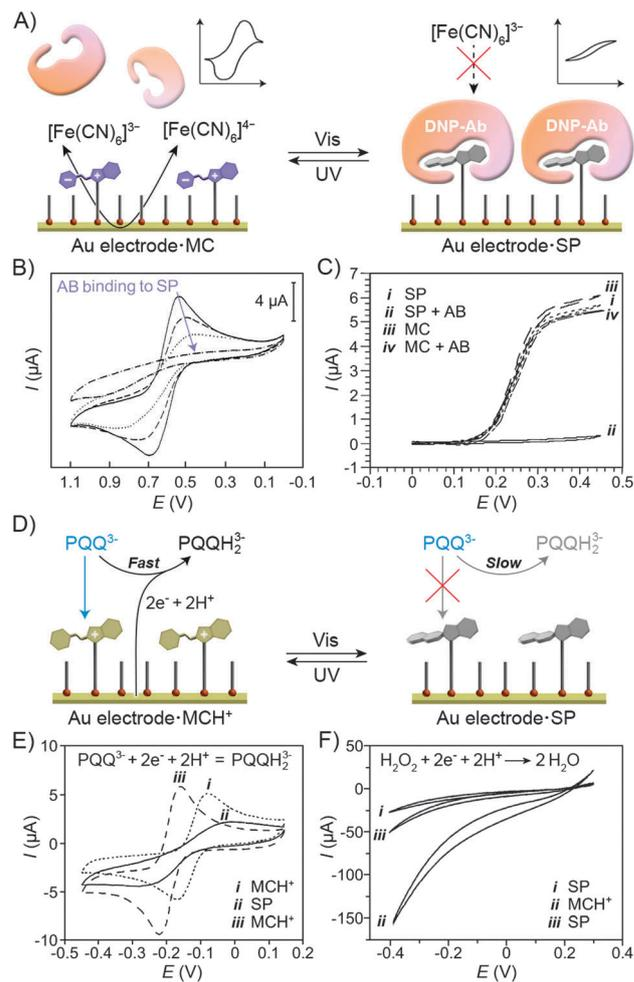 A)
[Fe(CN)6]3-
[Fe(CN)6]4-
Vis
UV
[Fe(CN)6]3-
DNP-Ab
DNP-Ab
Au electrode·MC
Au electrode·SP
B)
AB binding to SP
4 µA
I (µA)
1.1 0.9 0.7 0.5 0.3 0.1 -0.1
E (V)
C)
i SP
ii SP + AB
iii MC
iv MC + AB
iii
i
iv
ii
I (µA)
7
6
5
4
3
2
1
0
-1
-0.1 0 0.1 0.2 0.3 0.4 0.5
E (V)
D)
PQQ3-
PQQH23-
Fast
2e- + 2H+
Vis
UV
PQQ3-
PQQH23-
Slow
Au electrode·MCH+
Au electrode·SP
E)
PQQ3- + 2e- + 2H+ = PQQH23-
iii
i
ii
i MCH+
ii SP
iii MCH+
I (µA)
10
5
0
-5
-10
-0.5 -0.4 -0.3 -0.2 -0.1 0 0.1 0.2
E (V)
F)
H2O2 + 2e- + 2H+ → 2 H2O
i
iii
ii
i SP
ii MCH+
iii SP
I (µA)
50
25
0
-50
-100
-150
-0.4 -0.2 0 0.2 0.4
E (V)